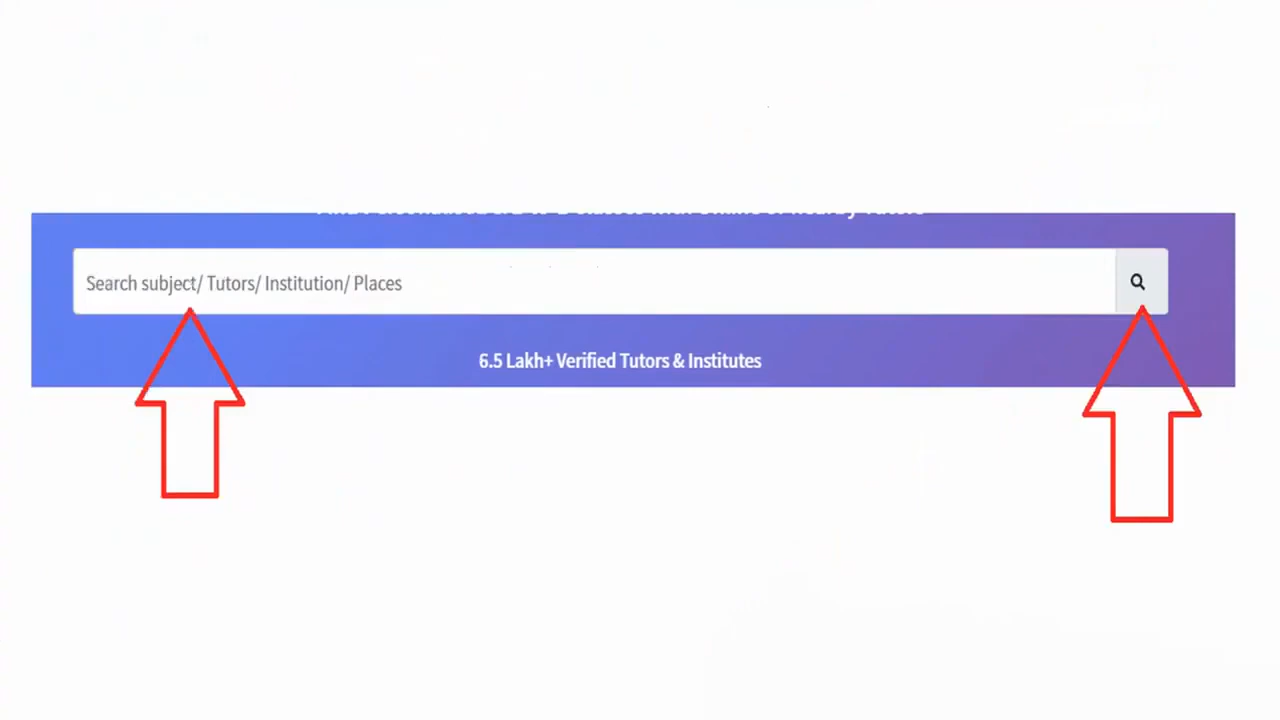 Search subject/ Tutors/ Institution/ Places
6.5 Lakh+ Verified Tutors & Institutes